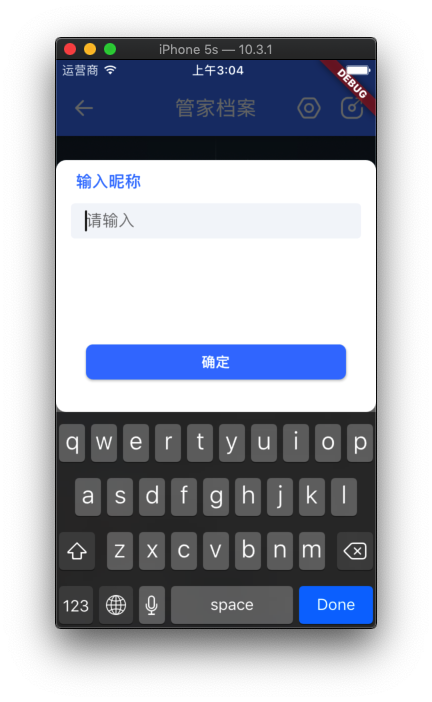 iPhone 5s — 10.3.1
运营商 上午3:04
DEBUG
管家档案
输入昵称
请输入
确定
q w e r t y u i o p
a s d f g h j k l
z x c v b n m
123 space Done